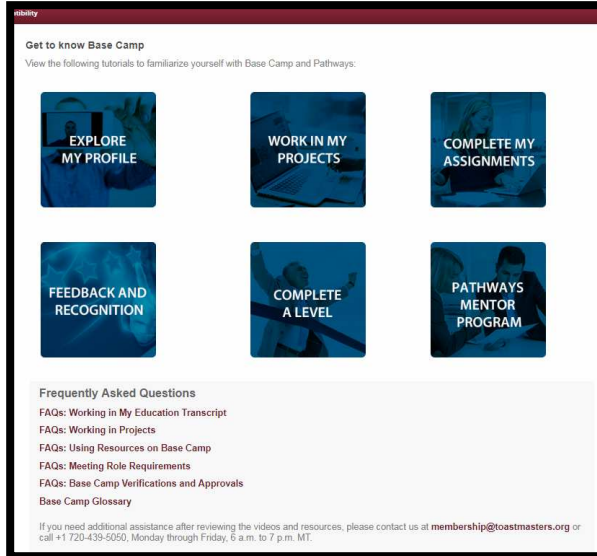 Get to know Base Camp
View the following tutorials to familiarize yourself with Base Camp and Pathways:
EXPLORE
MY PROFILE
WORK IN MY
PROJECTS
COMPLETE MY
ASSIGNMENTS
FEEDBACK AND
RECOGNITION
COMPLETE
A LEVEL
PATHWAYS
MENTOR
PROGRAM
Frequently Asked Questions
FAQs: Working in My Education Transcript
FAQs: Working in Projects
FAQs: Using Resources on Base Camp
FAQs: Meeting Role Requirements
FAQs: Base Camp Verifications and Approvals
Base Camp Glossary
If you need additional assistance after reviewing the videos and resources, please contact us at membership@toastmasters.org or
call +1 720-439-5050, Monday through Friday, 6 a.m. to 7 p.m. MT.